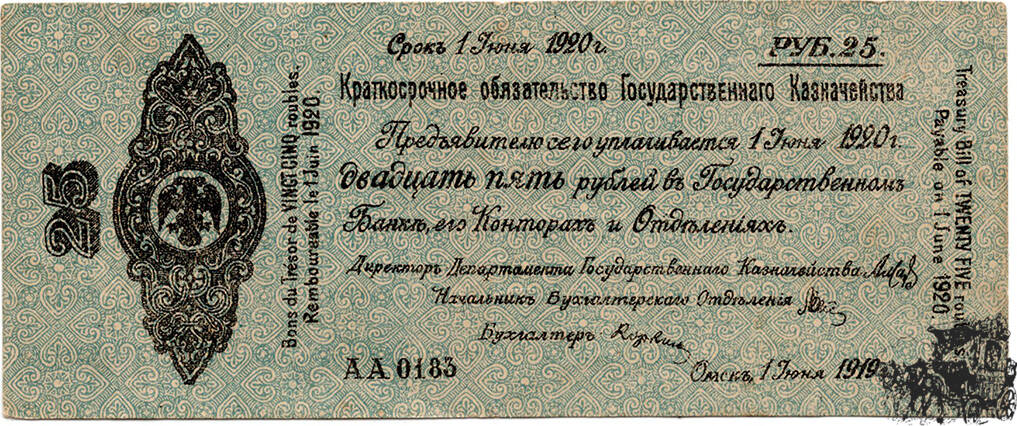 25
Bons du Trésor de VINGT CINQ roubles.
Remboursable le 1 Juin 1920.
Срокъ 1 Іюня 1920 г.
РУБ. 25.
Краткосрочное обязательство Государственнаго Казначейства
Предъявителю сего уплачивается 1 Іюня 1920 г.
двадцать пять рублей въ Государственномъ
Банкѣ, его Конторахъ и Отдѣленіяхъ.
Директоръ Департамента Государственнаго Казначейства
Начальникъ Бухгалтерскаго Отдѣленія
Бухгалтеръ
АА 0183
Омскъ, 1 Іюня 1919 г.
Treasury Bill of TWENTY FIVE
Payable on 1 June 1920